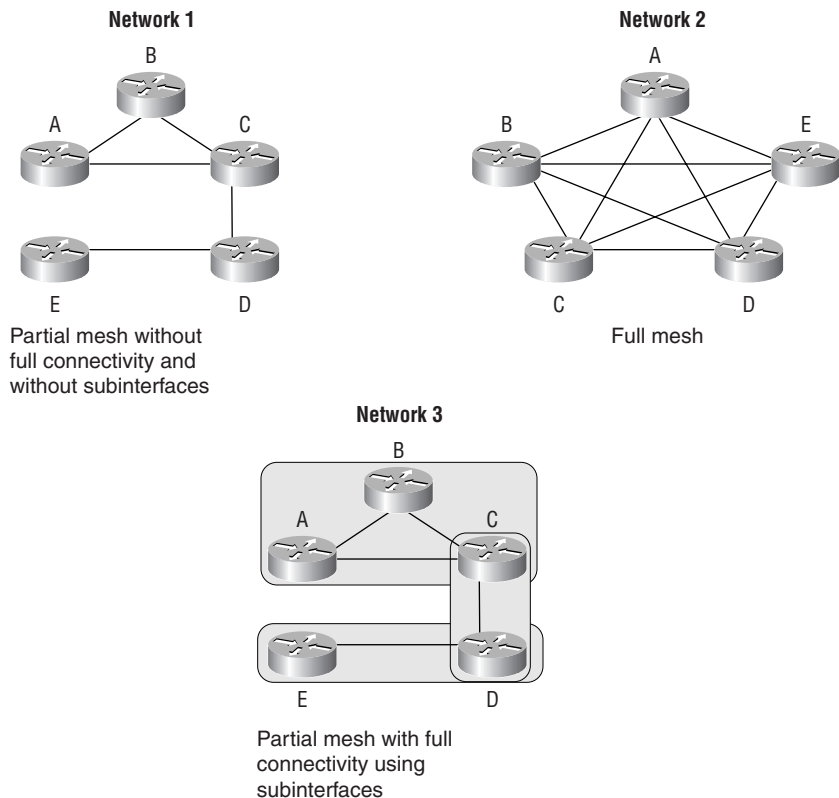 Network 1
B
A
C
E
D
Partial mesh without
full connectivity and
without subinterfaces
Network 2
A
B
E
C
D
Full mesh
Network 3
B
A
C
E
D
Partial mesh with full
connectivity using
subinterfaces